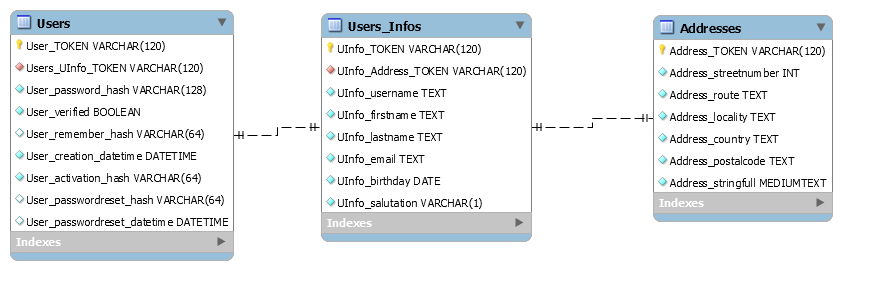 Users
User_TOKEN VARCHAR(120)
Users_UInfo_TOKEN VARCHAR(120)
User_password_hash VARCHAR(128)
User_verified BOOLEAN
User_remember_hash VARCHAR(64)
User_creation_datetime DATETIME
User_activation_hash VARCHAR(64)
User_passwordreset_hash VARCHAR(64)
User_passwordreset_datetime DATETIME
Indexes
Users_Infos
UInfo_TOKEN VARCHAR(120)
UInfo_Address_TOKEN VARCHAR(120)
UInfo_username TEXT
UInfo_firstname TEXT
UInfo_lastname TEXT
UInfo_email TEXT
UInfo_birthday DATE
UInfo_salutation VARCHAR(1)
Indexes
Addresses
Address_TOKEN VARCHAR(120)
Address_streetnumber INT
Address_route TEXT
Address_locality TEXT
Address_country TEXT
Address_postalcode TEXT
Address_stringfull MEDIUMTEXT
Indexes